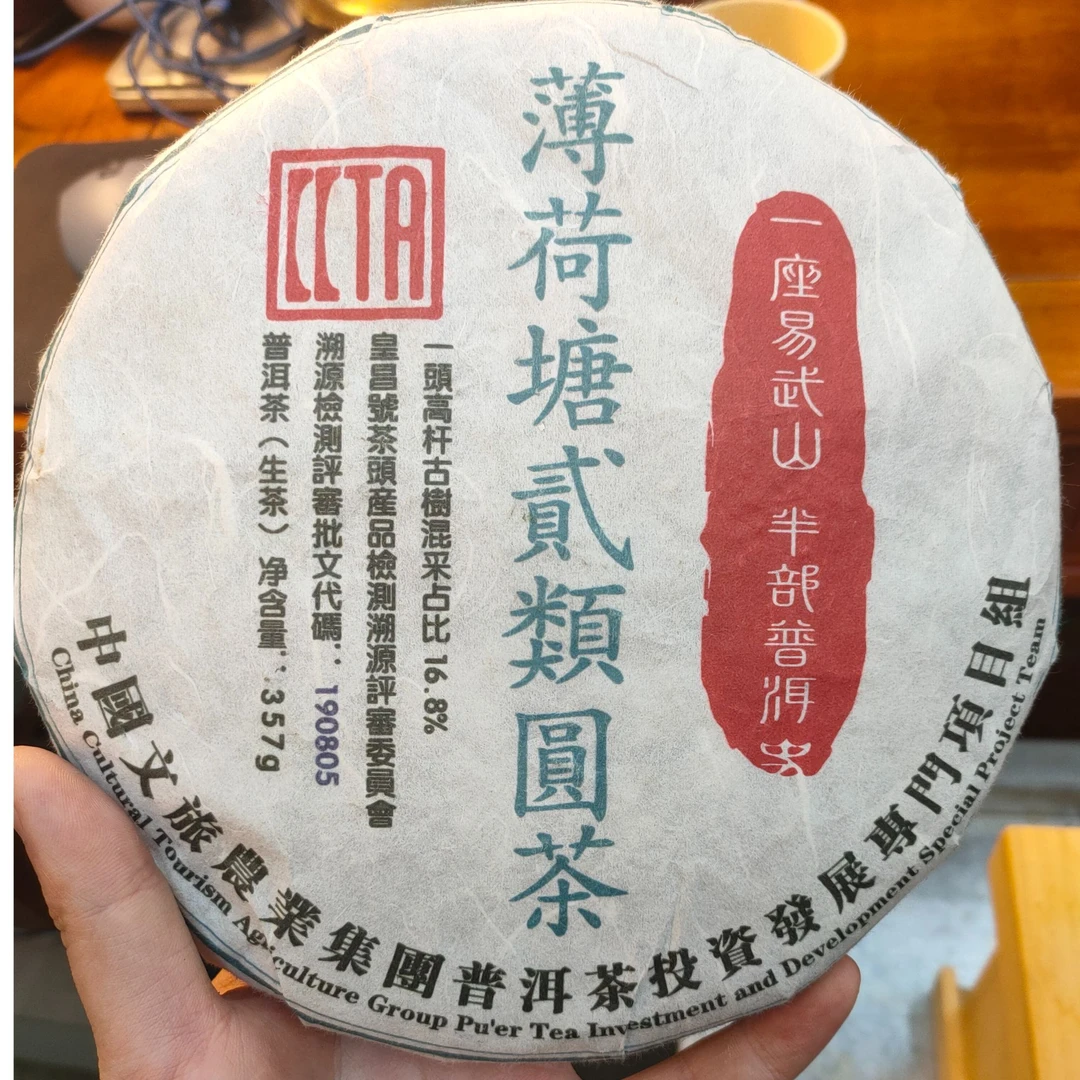 一座易武山 半部普洱史
薄荷塘貳類圓茶
CCTA
一頭高杆古樹混采占比 16.8%
皇昌號茶頭産品檢測溯源評審委員會
溯源檢測評審批文代碼：190805
普洱茶（生茶） 净含量：357g
中國文旅農業集團普洱茶投資發展專門項目組
China Cultural Tourism Agriculture Group Pu'er Tea Investment and Development Special Project Team